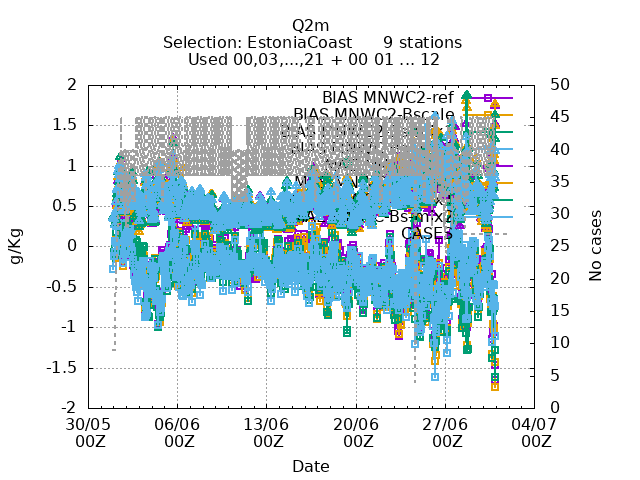 Q2m
Selection: EstoniaCoast 9 stations
Used 00,03,...,21 + 00 01 ... 12
BIAS MNWC2-ref
BIAS MNWC2-Bscale
CASES
g/Kg
No cases
2
1.5
1
0.5
0
-0.5
-1
-1.5
-2
50
45
40
35
30
25
20
15
10
5
0
30/05 00Z
06/06 00Z
13/06 00Z
20/06 00Z
27/06 00Z
04/07 00Z
Date